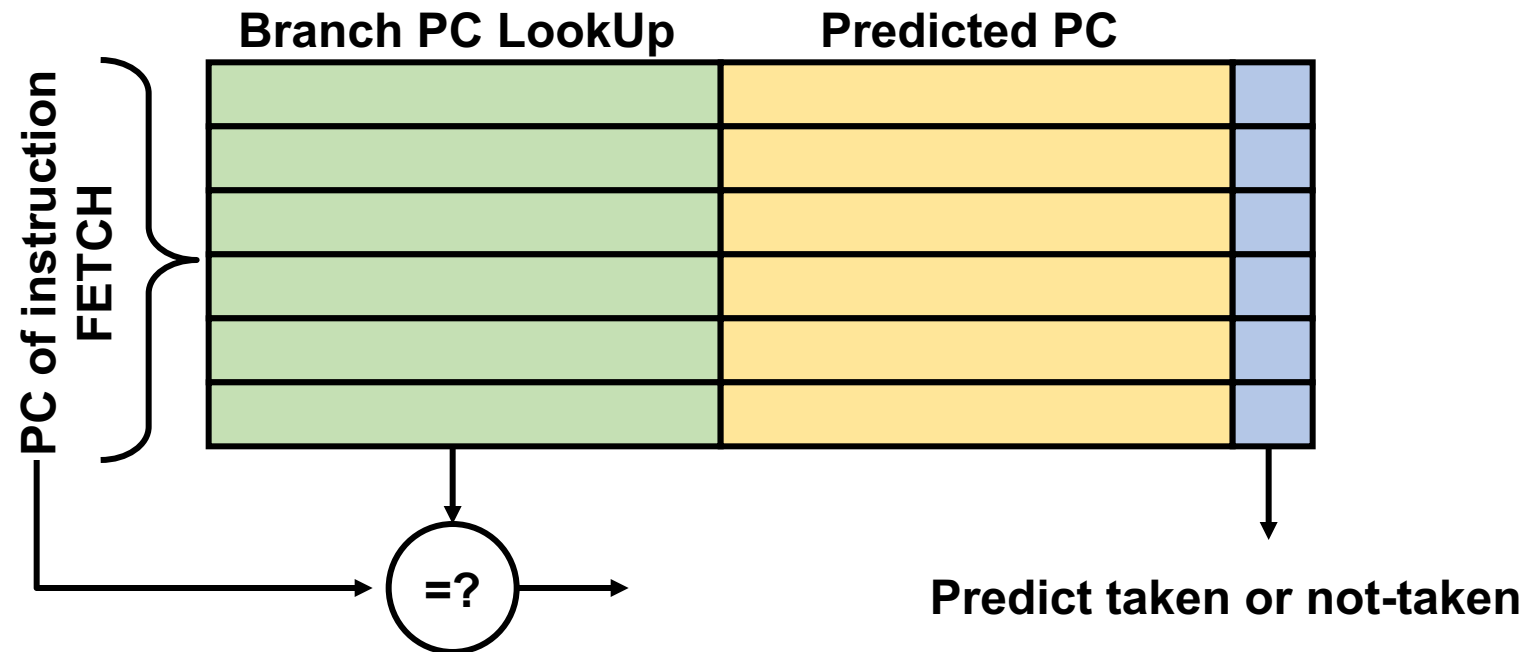 Branch PC LookUp
Predicted PC
PC of instruction
FETCH
=?
Predict taken or not-taken